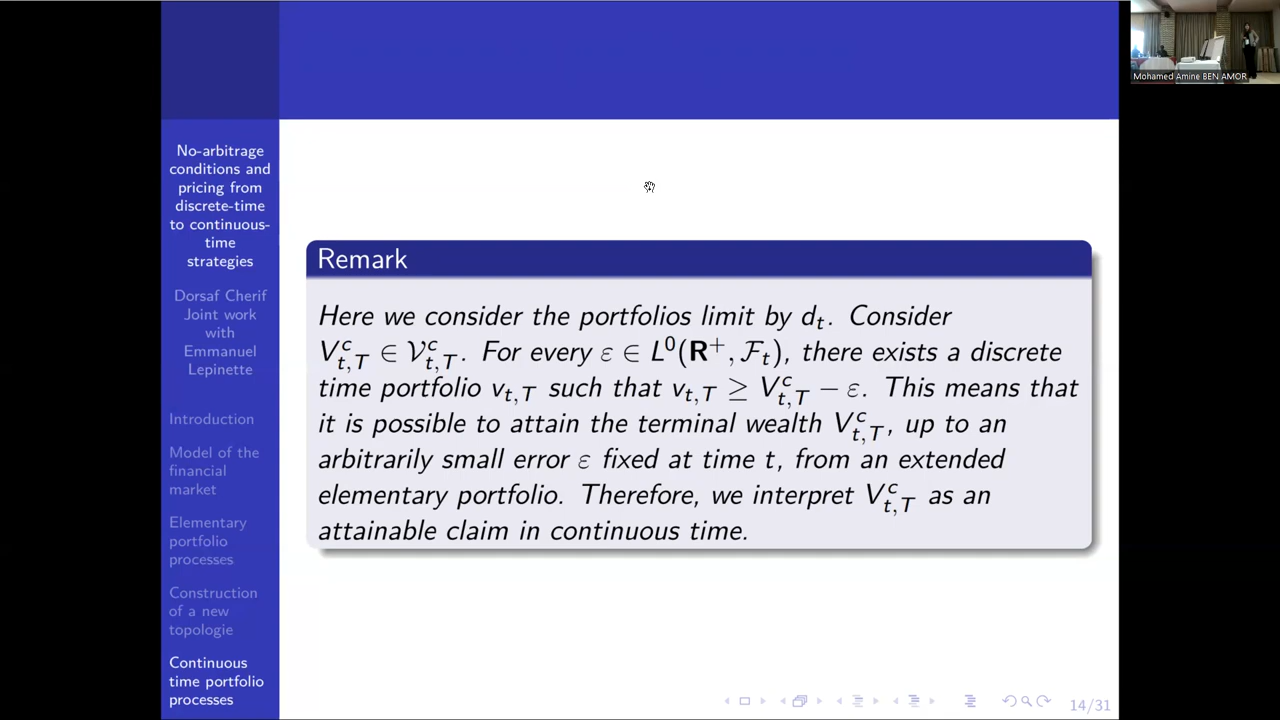 No-arbitrage
conditions and
pricing from
discrete-time
to continuous-
time
strategies
Dorsaf Cherif
Joint work
with
Emmanuel
Lepinette
Introduction
Model of the
financial
market
Elementary
portfolio
processes
Construction
of a new
topologie
Continuous
time portfolio
processes
Remark
Here we consider the portfolios limit by d_t. Consider
V^c_{t,T} ∈ 𝒱^c_{t,T}. For every ε ∈ L^0(R^+, ℱ_t), there exists a discrete
time portfolio v_{t,T} such that v_{t,T} ≥ V^c_{t,T} − ε. This means that
it is possible to attain the terminal wealth V^c_{t,T}, up to an
arbitrarily small error ε fixed at time t, from an extended
elementary portfolio. Therefore, we interpret V^c_{t,T} as an
attainable claim in continuous time.
14/31
Mohamed Amine BEN AMOR